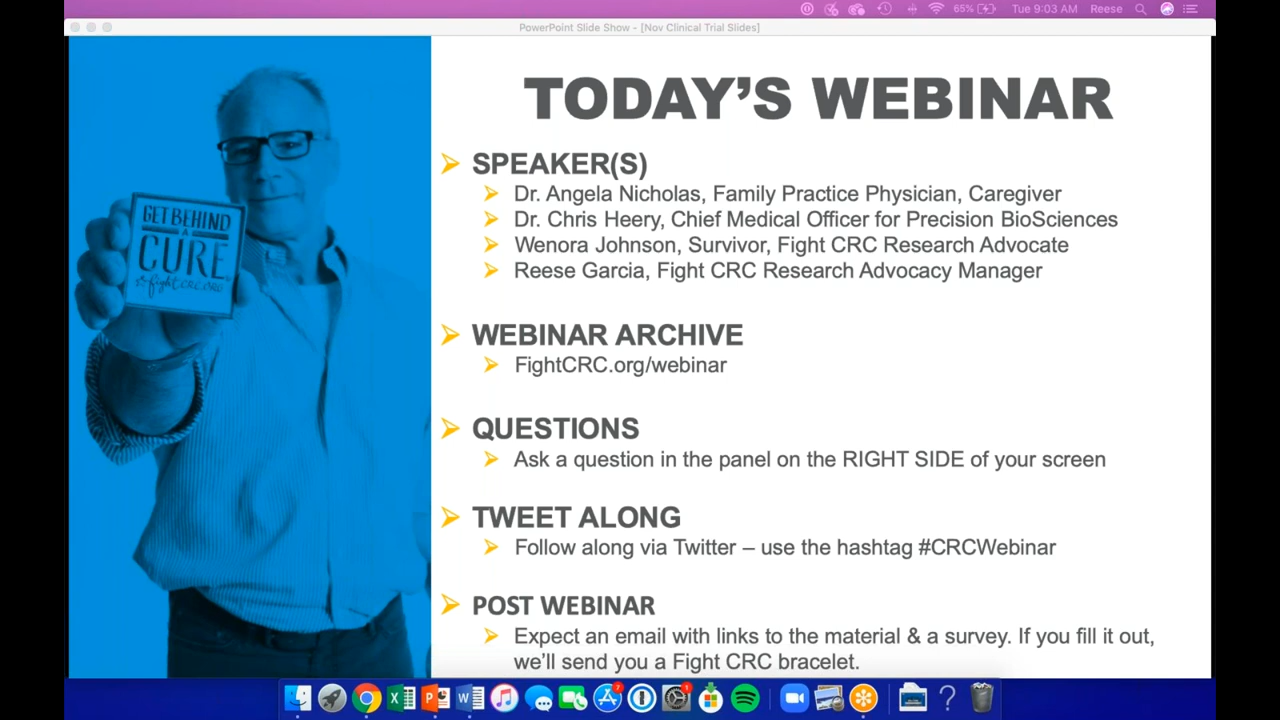 65% Tue 9:03 AM Reese
PowerPoint Slide Show - [Nov Clinical Trial Slides]
TODAY'S WEBINAR
SPEAKER(S)
Dr. Angela Nicholas, Family Practice Physician, Caregiver
Dr. Chris Heery, Chief Medical Officer for Precision BioSciences
Wenora Johnson, Survivor, Fight CRC Research Advocate
Reese Garcia, Fight CRC Research Advocacy Manager
WEBINAR ARCHIVE
FightCRC.org/webinar
QUESTIONS
Ask a question in the panel on the RIGHT SIDE of your screen
TWEET ALONG
Follow along via Twitter – use the hashtag #CRCWebinar
POST WEBINAR
Expect an email with links to the material & a survey. If you fill it out,
we'll send you a Fight CRC bracelet.
GET BEHIND
A
CURE
fightcrc.org